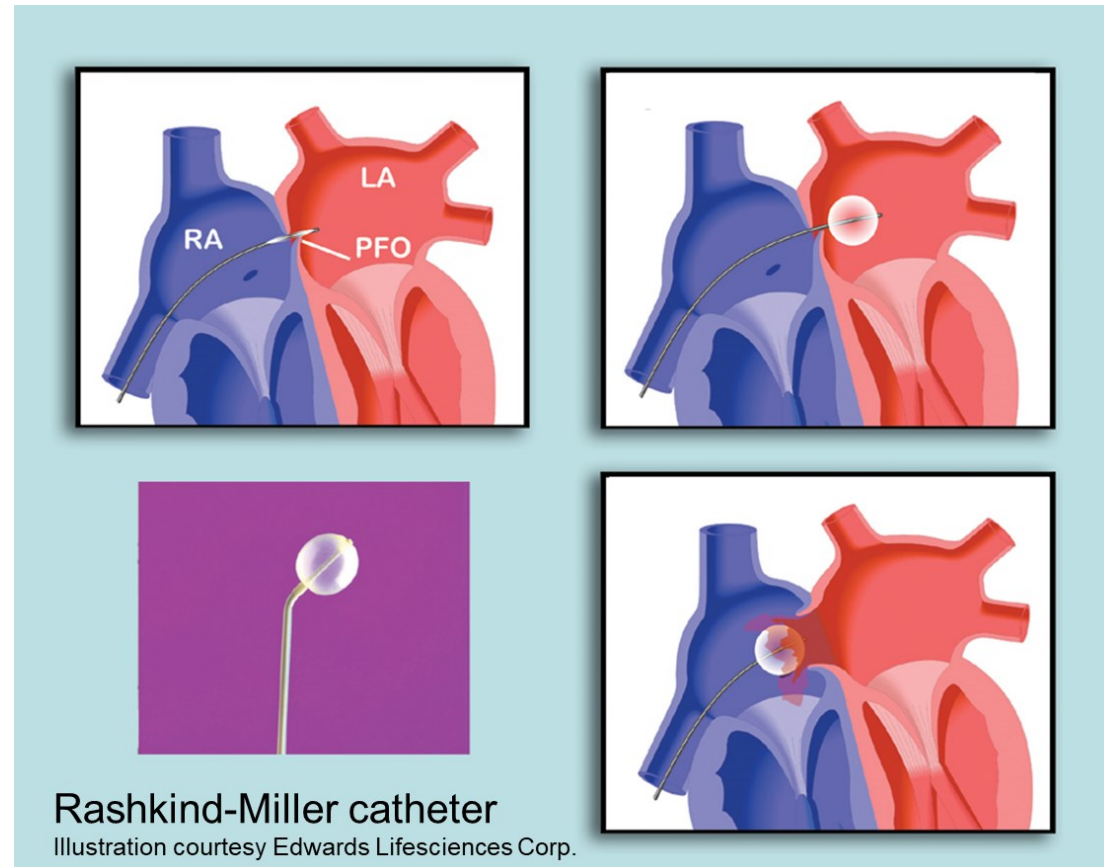 LA
RA
PFO
Rashkind-Miller catheter
Illustration courtesy Edwards Lifesciences Corp.